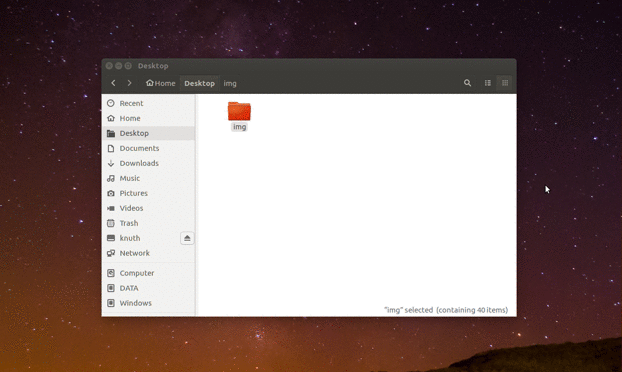 Desktop
Home Desktop img
Recent
Home
Desktop
Documents
Downloads
Music
Pictures
Videos
Trash
knuth
Network
Computer
DATA
Windows
img
"img" selected (containing 40 items)